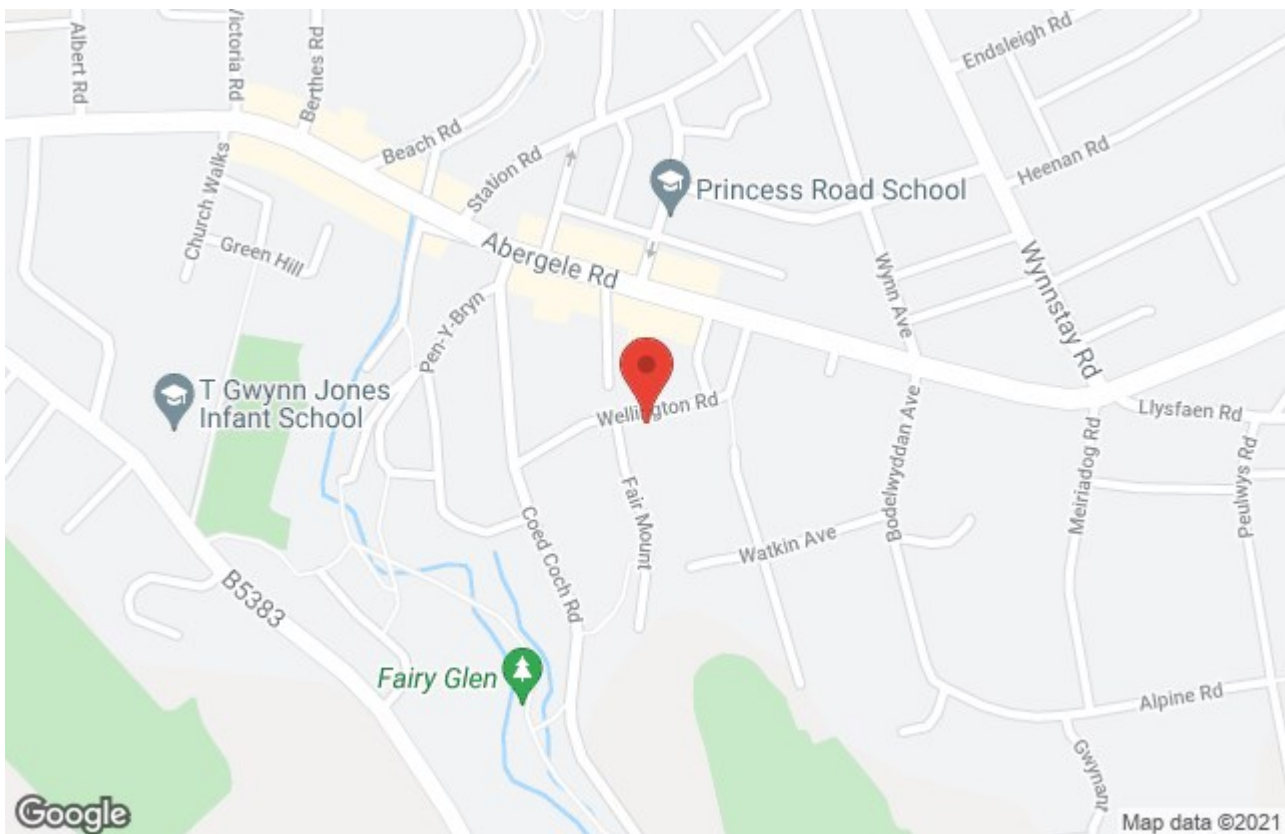 Albert Rd
Victoria Rd
Berthes Rd
Beach Rd
Station Rd
Church Walks
Green Hill
Abergele Rd
Princess Road School
Endsleigh Rd
Heenan Rd
Wynn Ave
Wynnstay Rd
Pen-Y-Bryn
T Gwynn Jones
Infant School
Wellington Rd
Llysfaen Rd
Fair Mount
Coed Coch Rd
Watkin Ave
Bodelwyddan Ave
Meiriadog Rd
Peulwys Rd
B5383
Fairy Glen
Alpine Rd
Gwynant
Google
Map data ©2021